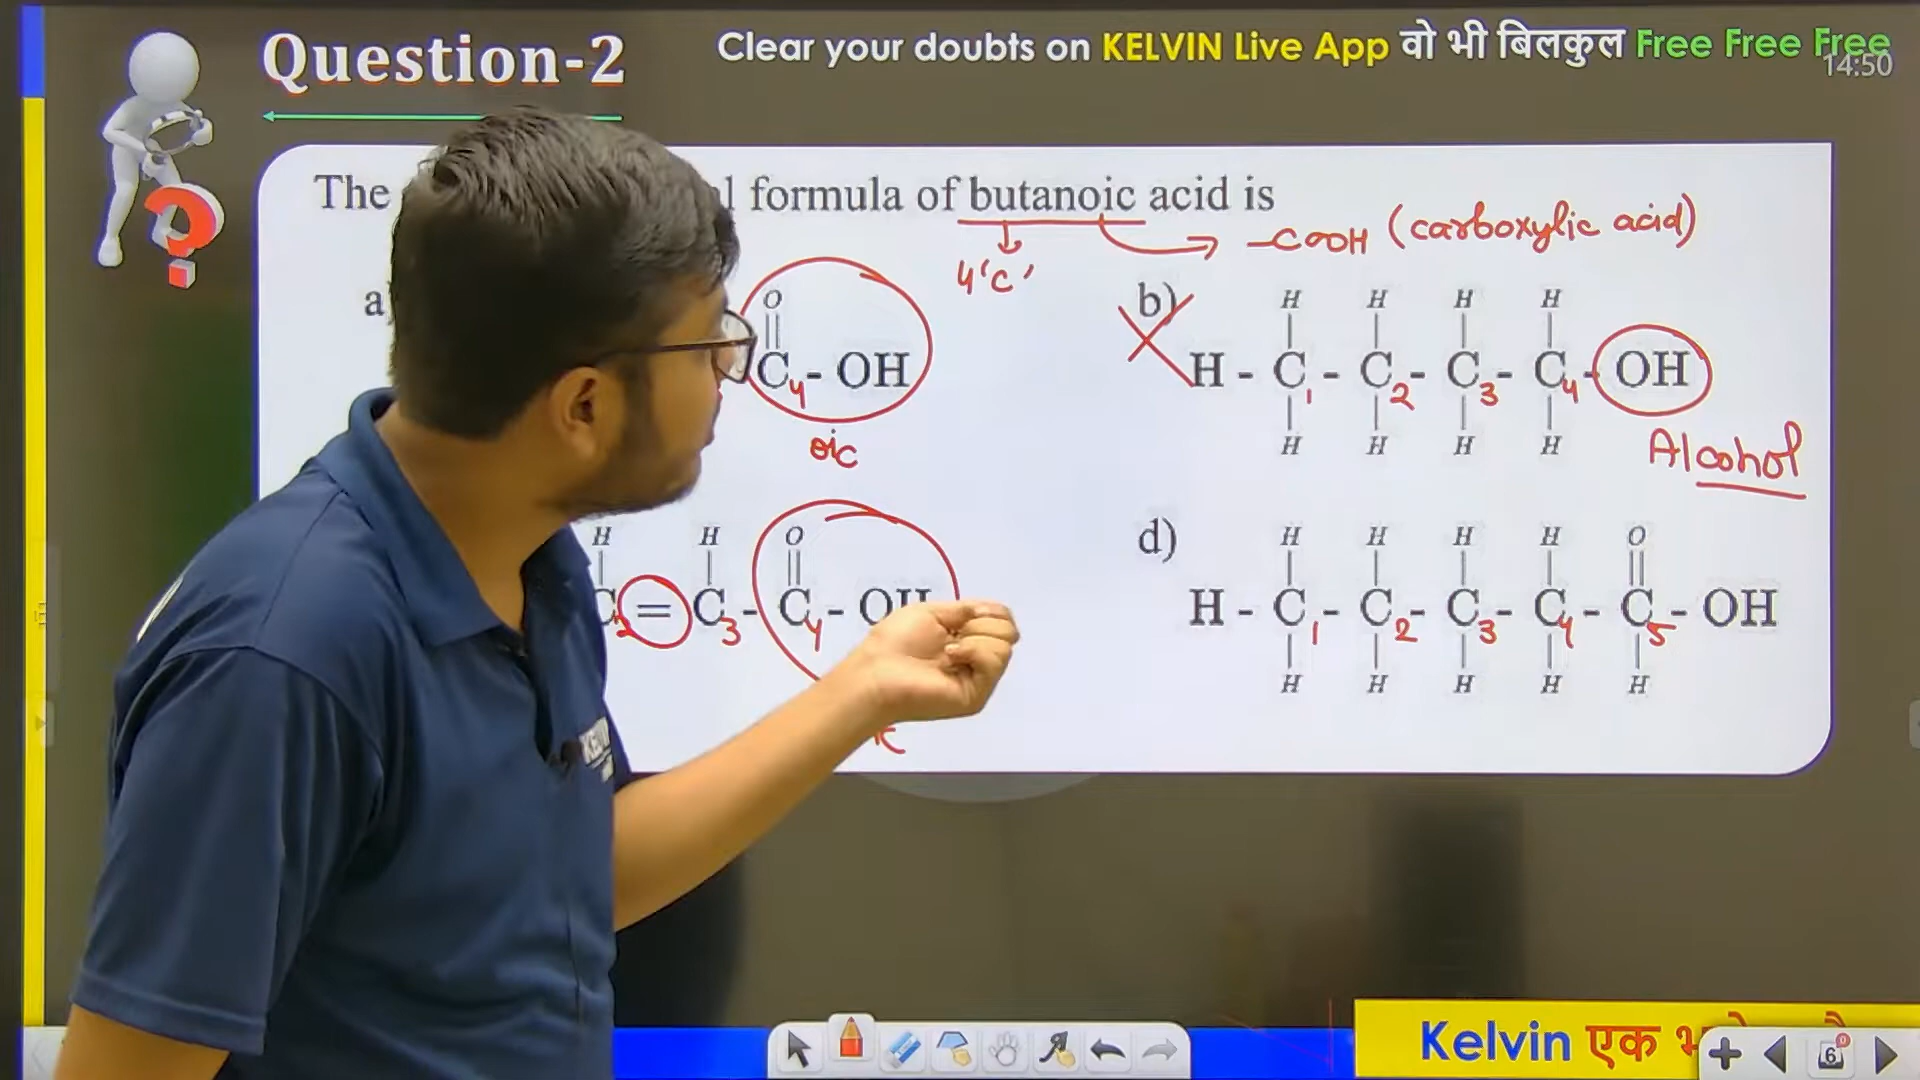 Question-2
Clear your doubts on KELVIN Live App वो भी बिलकुल Free Free Free
14:50
The
formula of butanoic acid is
-COOH (carboxylic acid)
4'C'
a)
O
C4- OH
oic
b)
H H H H
H - C1- C2- C3- C4- OH
H H H H
Alcohol
H H O
C2 = C3- C4- OH
d)
H H H H O
H - C1- C2- C3- C4- C5- OH
H H H H H
Kelvin एक
6